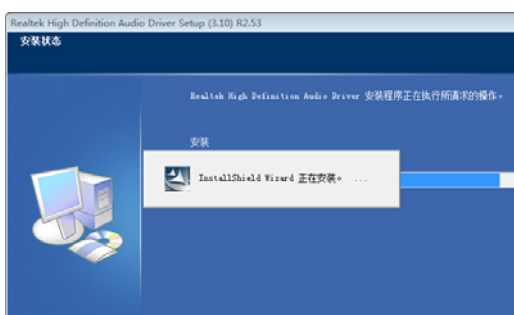 Realtek High Definition Audio Driver Setup (3.10) R2.53
安装状态
Realtek High Definition Audio Driver 安装程序正在执行所请求的操作。
安装
InstallShield Wizard 正在安装。 ...